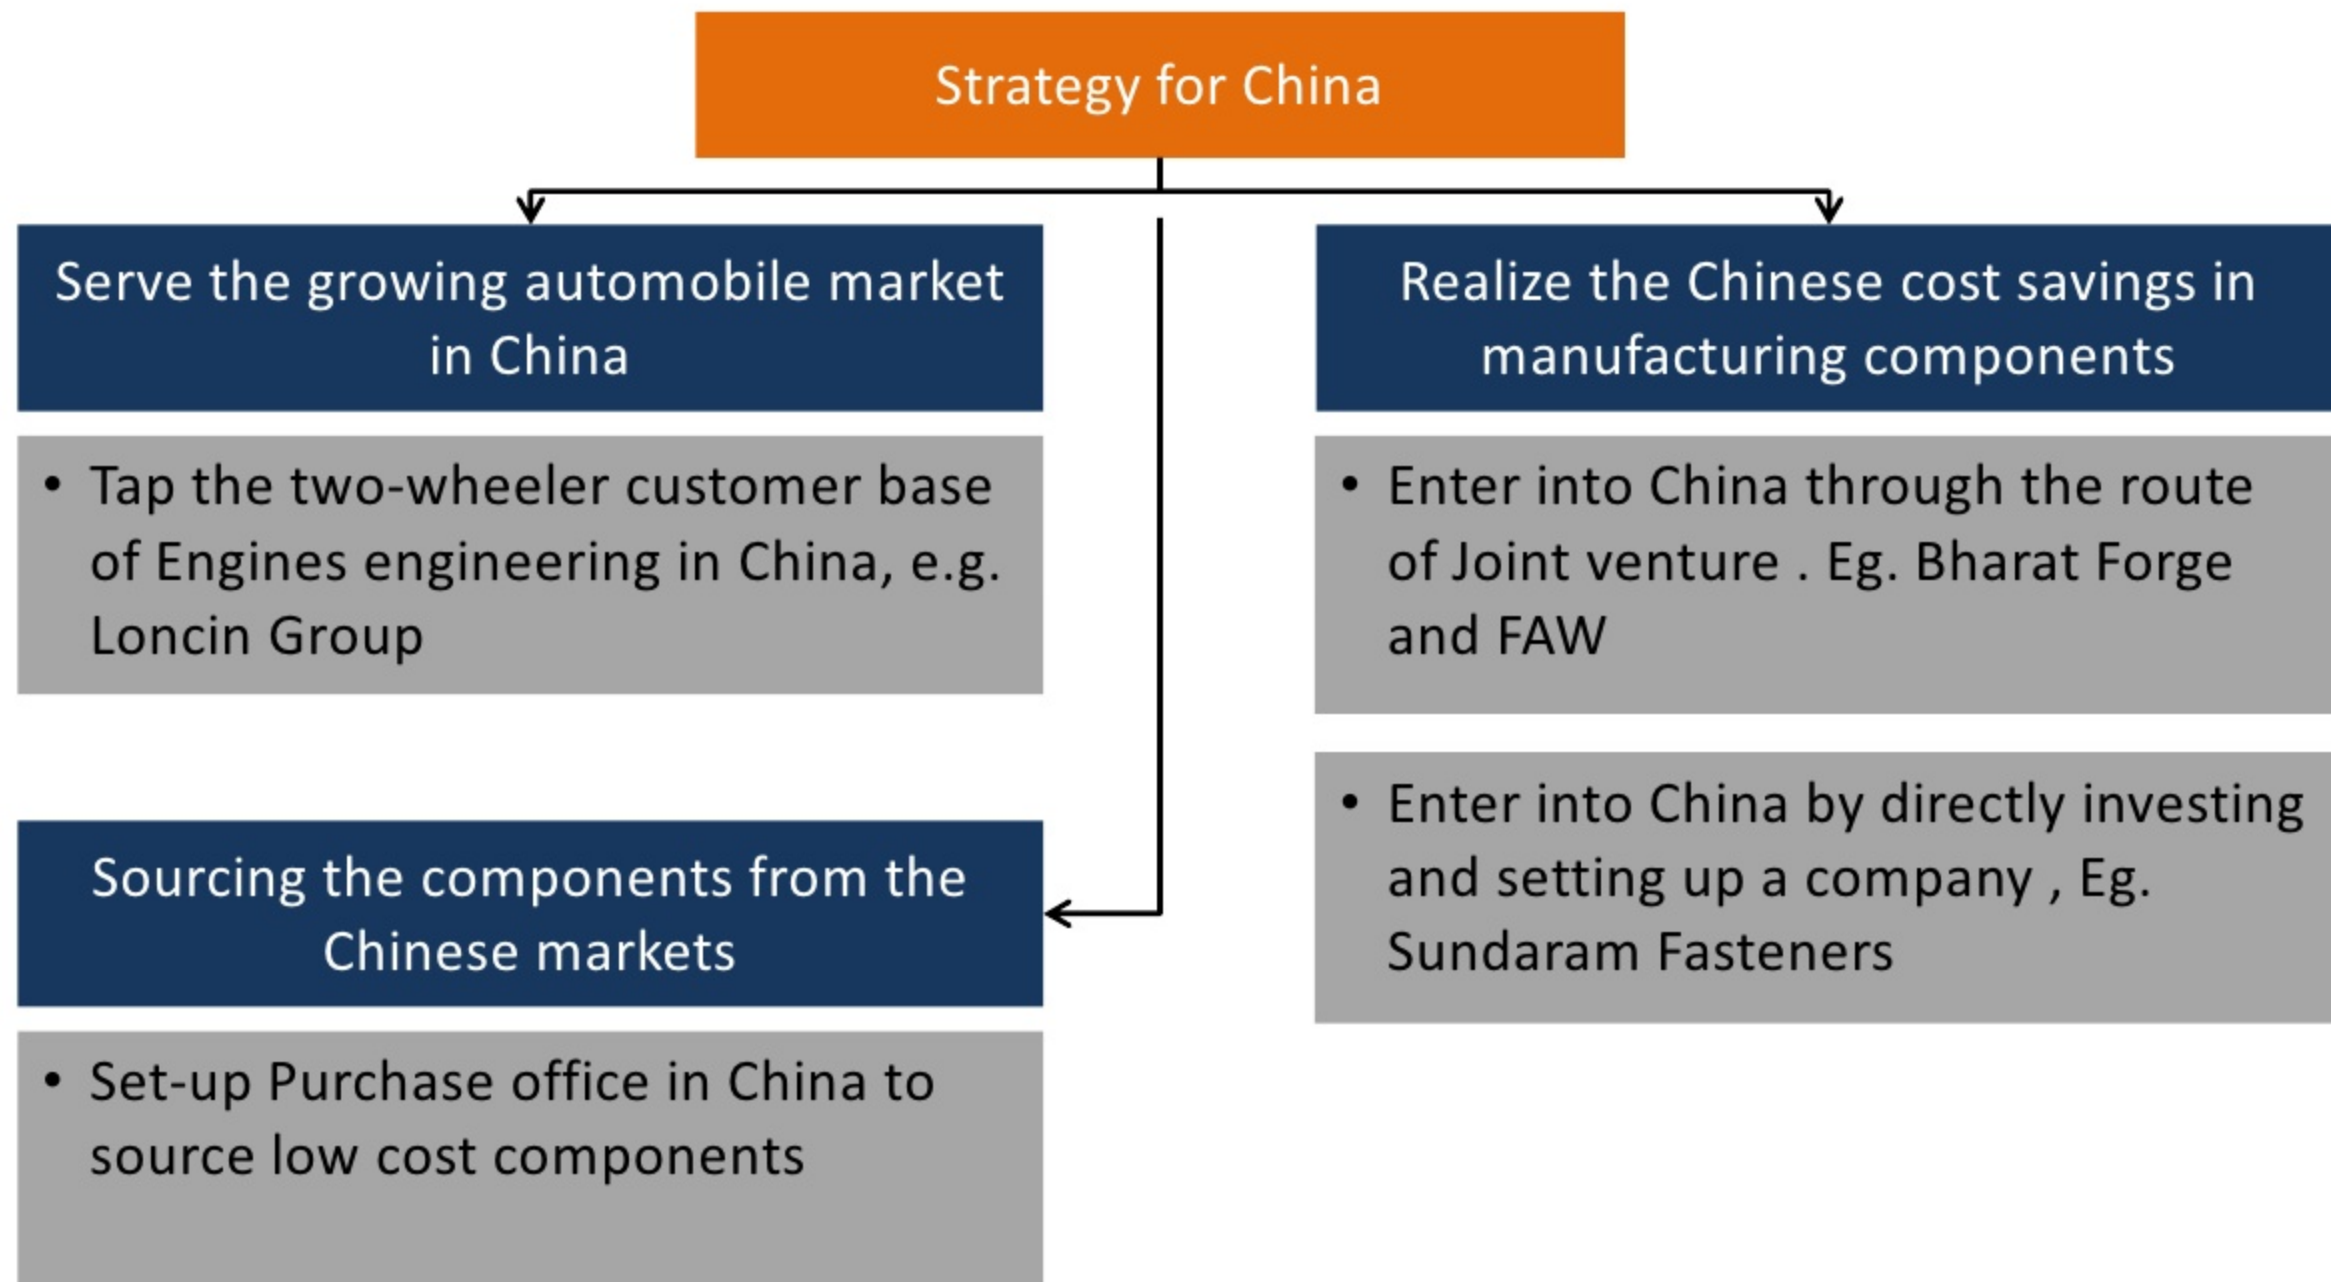 Strategy for China
Serve the growing automobile market
in China
• Tap the two-wheeler customer base
of Engines engineering in China, e.g.
Loncin Group
Sourcing the components from the
Chinese markets
• Set-up Purchase office in China to
source low cost components
Realize the Chinese cost savings in
manufacturing components
• Enter into China through the route
of Joint venture . Eg. Bharat Forge
and FAW
• Enter into China by directly investing
and setting up a company , Eg.
Sundaram Fasteners